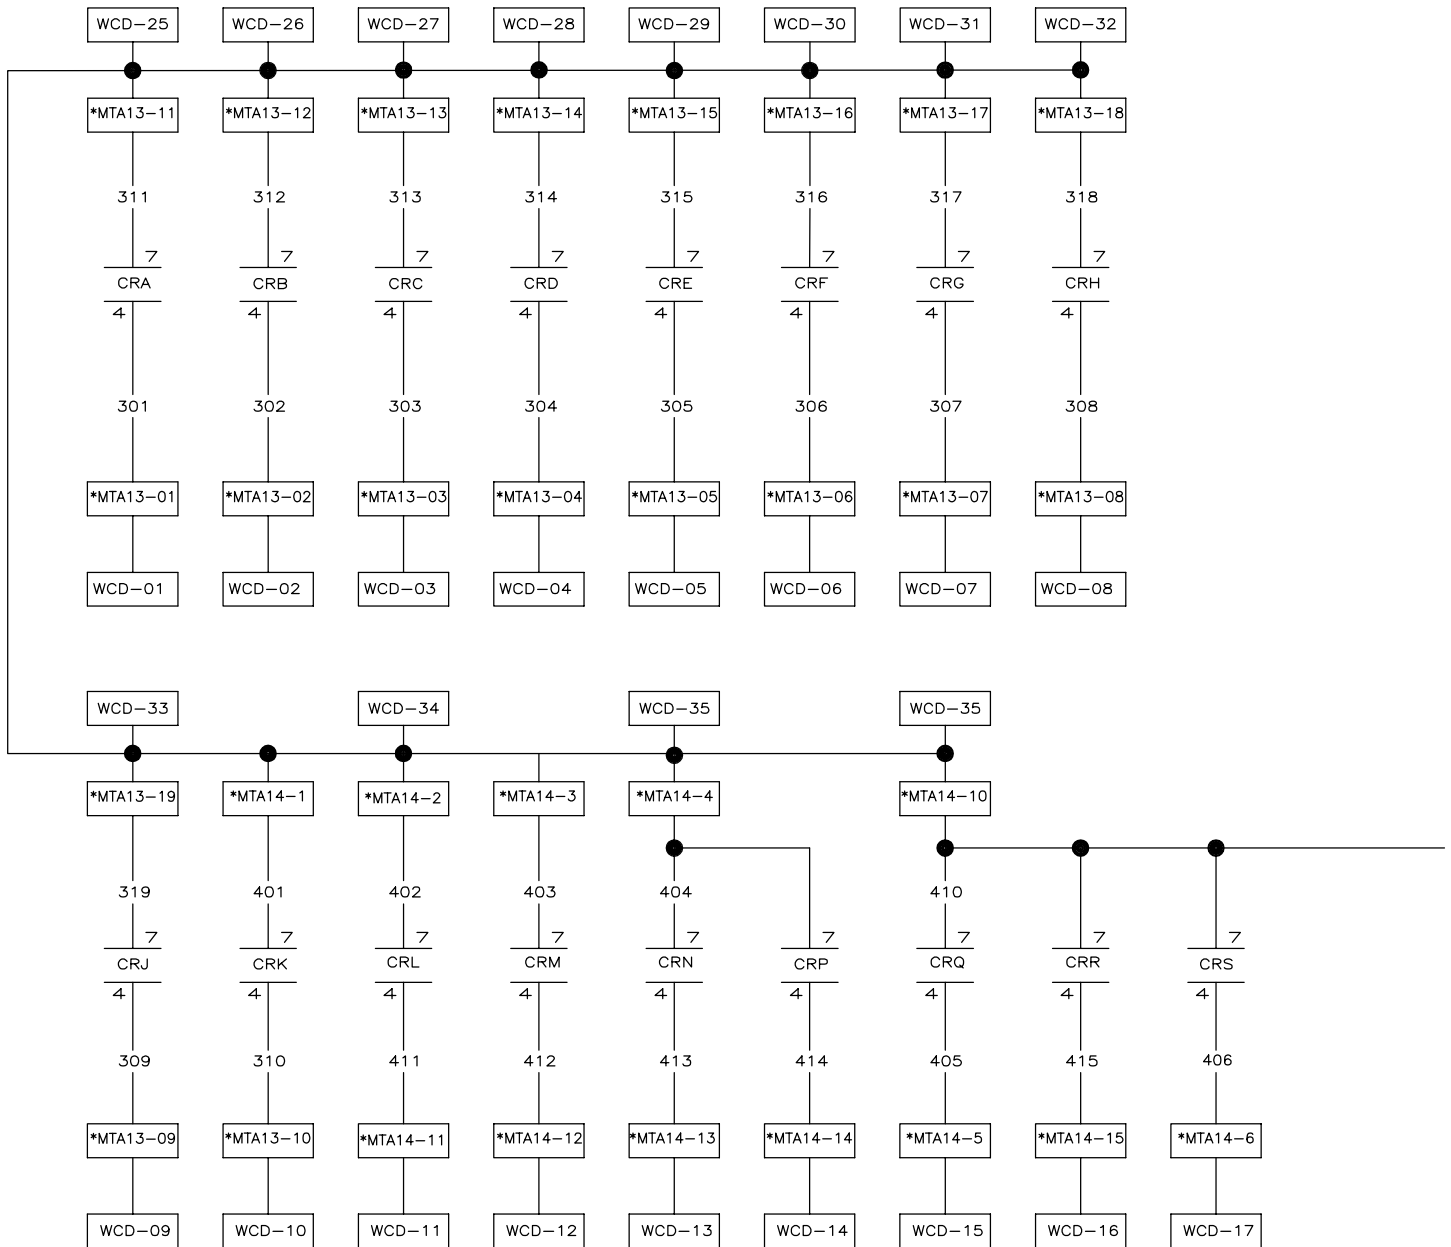 WCD-25 WCD-26 WCD-27 WCD-28 WCD-29 WCD-30 WCD-31 WCD-32
*MTA13-11 *MTA13-12 *MTA13-13 *MTA13-14 *MTA13-15 *MTA13-16 *MTA13-17 *MTA13-18
311 312 313 314 315 316 317 318
7 7 7 7 7 7 7 7
CRA CRB CRC CRD CRE CRF CRG CRH
4 4 4 4 4 4 4 4
301 302 303 304 305 306 307 308
*MTA13-01 *MTA13-02 *MTA13-03 *MTA13-04 *MTA13-05 *MTA13-06 *MTA13-07 *MTA13-08
WCD-01 WCD-02 WCD-03 WCD-04 WCD-05 WCD-06 WCD-07 WCD-08
WCD-33 WCD-34 WCD-35 WCD-35
*MTA13-19 *MTA14-1 *MTA14-2 *MTA14-3 *MTA14-4 *MTA14-10
319 401 402 403 404 410
7 7 7 7 7 7 7 7 7
CRJ CRK CRL CRM CRN CRP CRQ CRR CRS
4 4 4 4 4 4 4 4 4
309 310 411 412 413 414 405 415 406
*MTA13-09 *MTA13-10 *MTA14-11 *MTA14-12 *MTA14-13 *MTA14-14 *MTA14-5 *MTA14-15 *MTA14-6
WCD-09 WCD-10 WCD-11 WCD-12 WCD-13 WCD-14 WCD-15 WCD-16 WCD-17